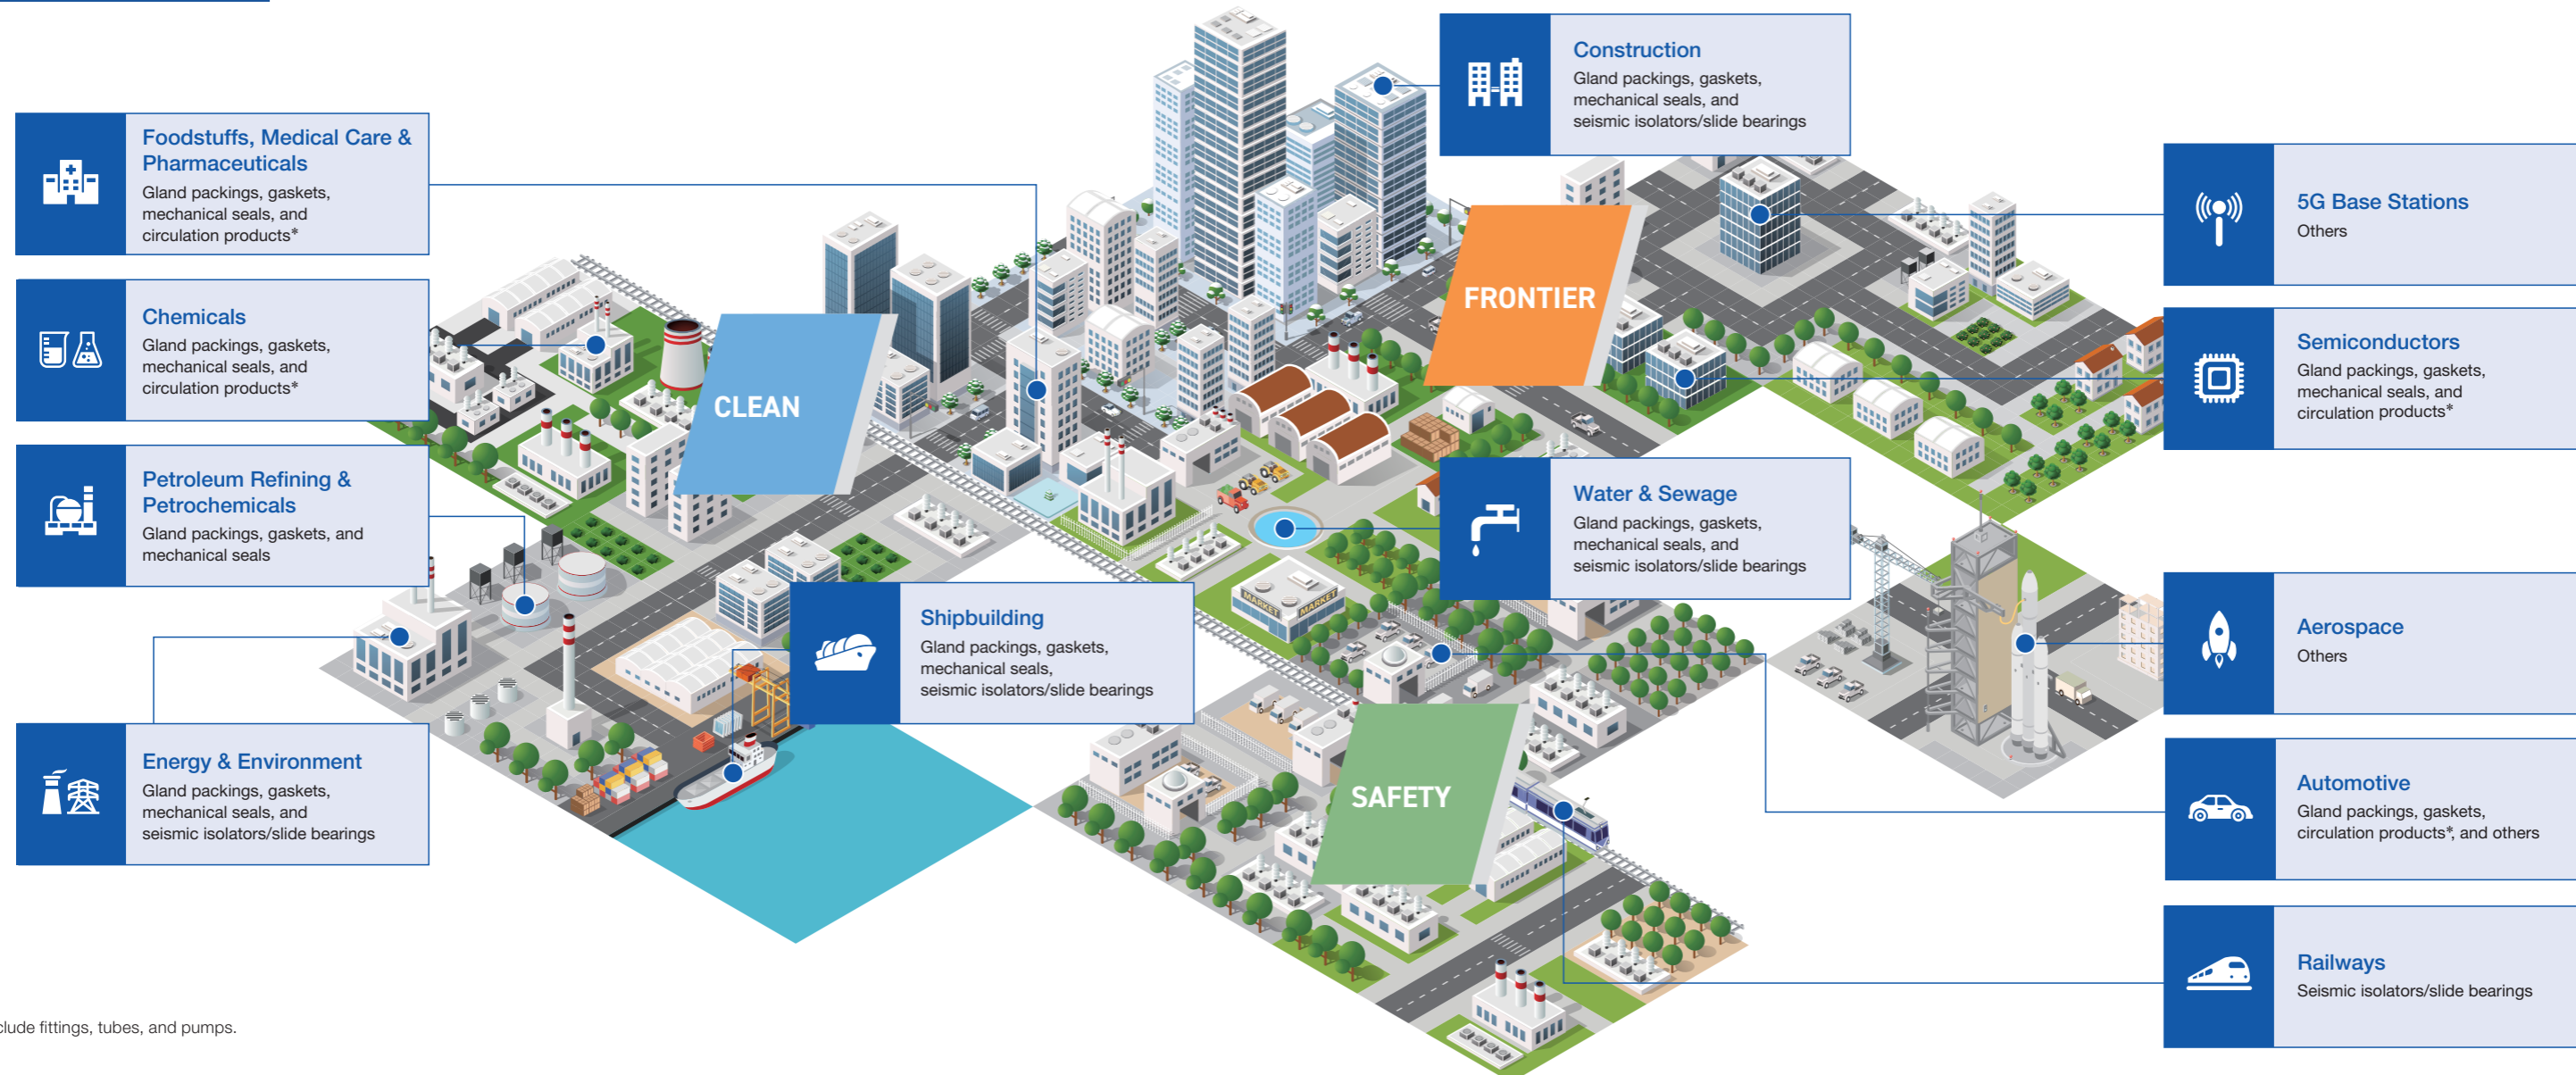 Construction
Gland packings, gaskets,
mechanical seals, and
seismic isolators/slide bearings
Foodstuffs, Medical Care &
Pharmaceuticals
Gland packings, gaskets,
mechanical seals, and
circulation products*
5G Base Stations
Others
Chemicals
Gland packings, gaskets,
mechanical seals, and
circulation products*
FRONTIER
CLEAN
Semiconductors
Gland packings, gaskets,
mechanical seals, and
circulation products*
Petroleum Refining &
Petrochemicals
Gland packings, gaskets, and
mechanical seals
Water & Sewage
Gland packings, gaskets,
mechanical seals, and
seismic isolators/slide bearings
MARKET MARKET
Shipbuilding
Gland packings, gaskets,
mechanical seals,
seismic isolators/slide bearings
Aerospace
Others
Energy & Environment
Gland packings, gaskets,
mechanical seals, and
seismic isolators/slide bearings
SAFETY
Automotive
Gland packings, gaskets,
circulation products*, and others
Railways
Seismic isolators/slide bearings
clude fittings, tubes, and pumps.